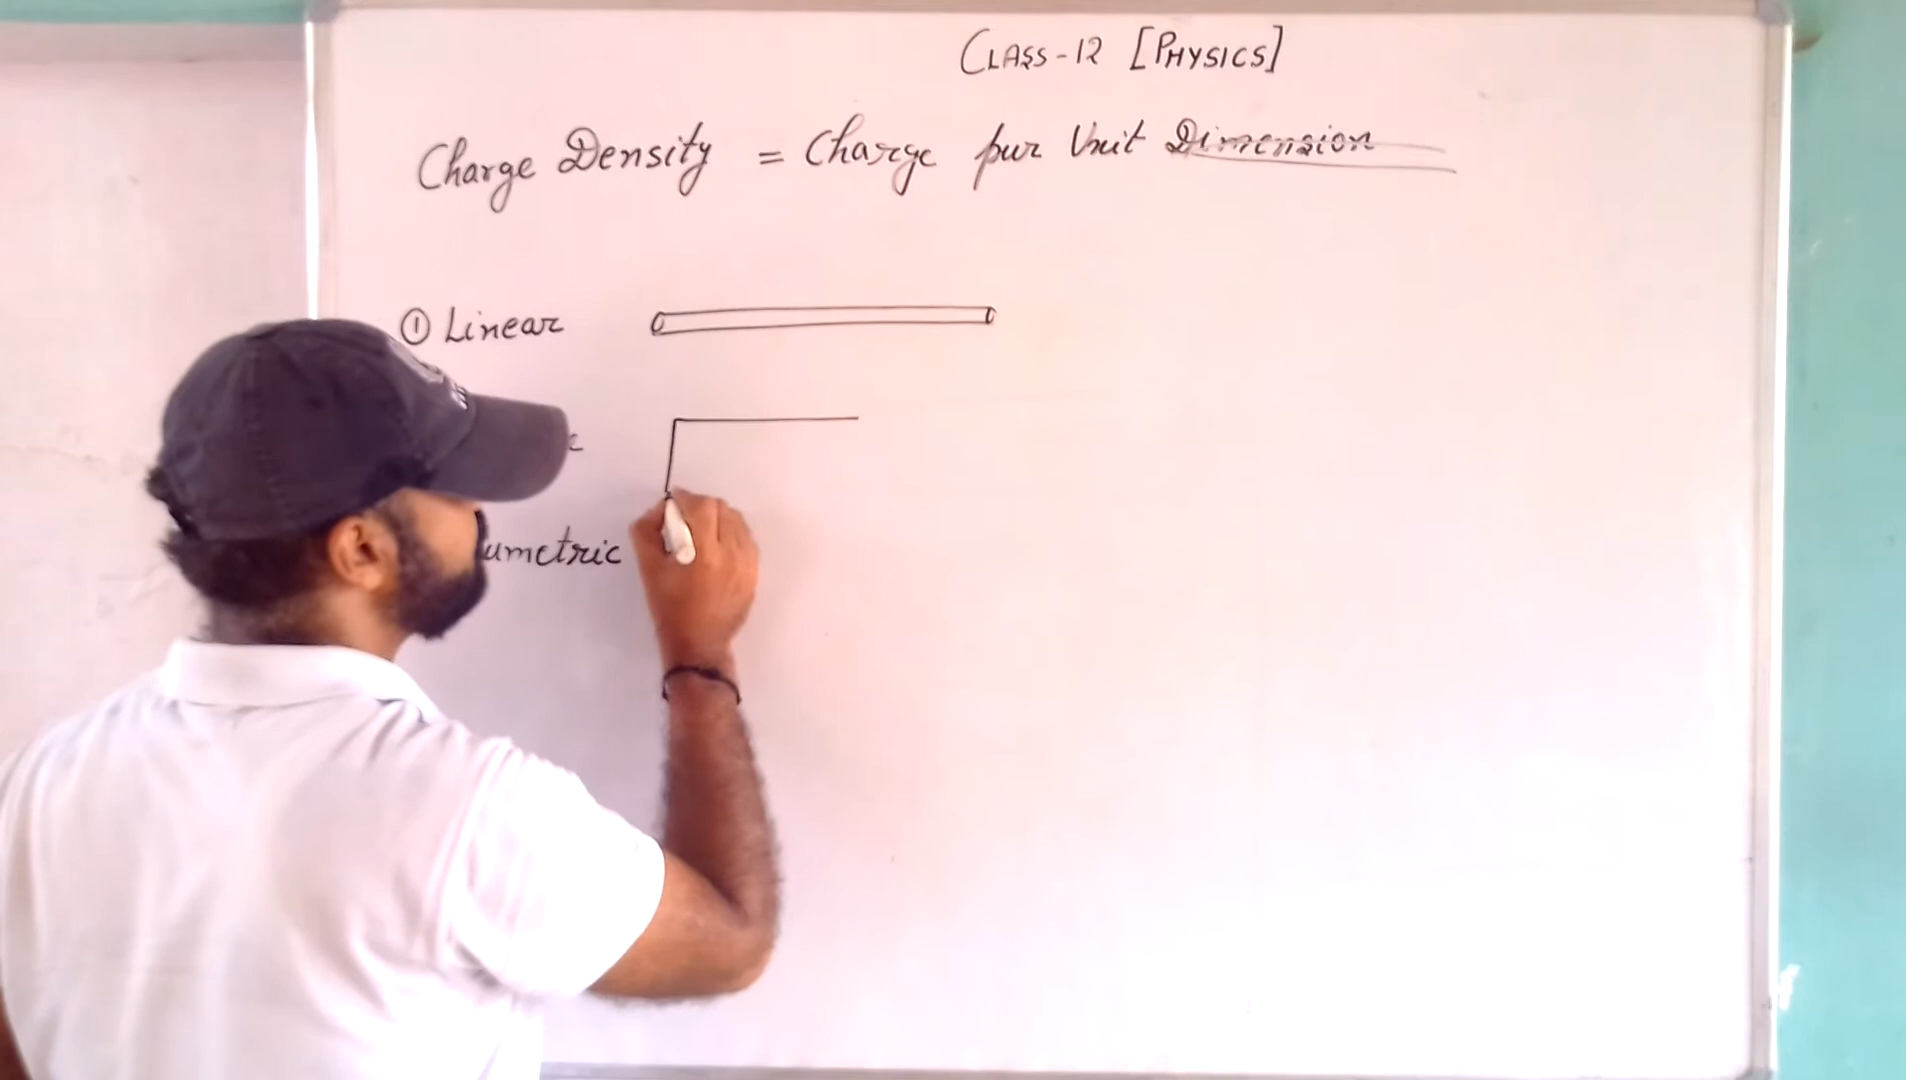 CLASS-12 [PHYSICS]
Charge Density = Charge per Unit Dimension
① Linear
umetric